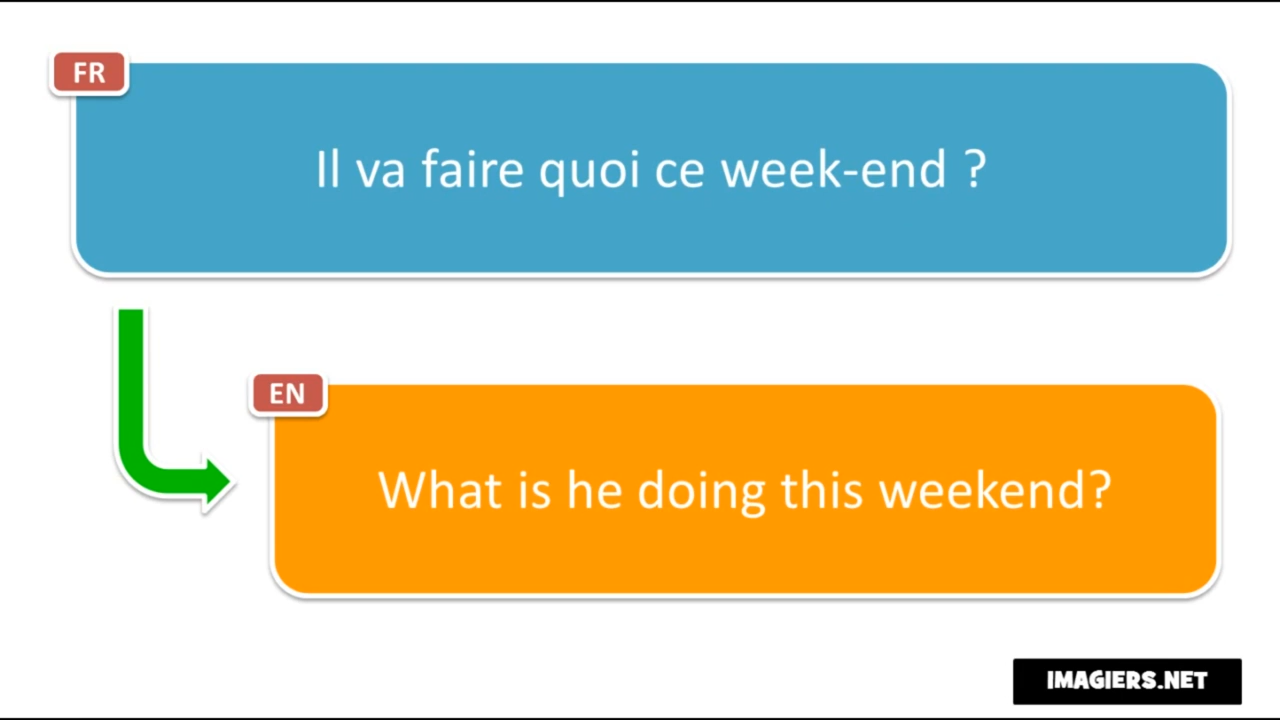 FR
Il va faire quoi ce week-end ?
EN
What is he doing this weekend?
IMAGIERS.NET